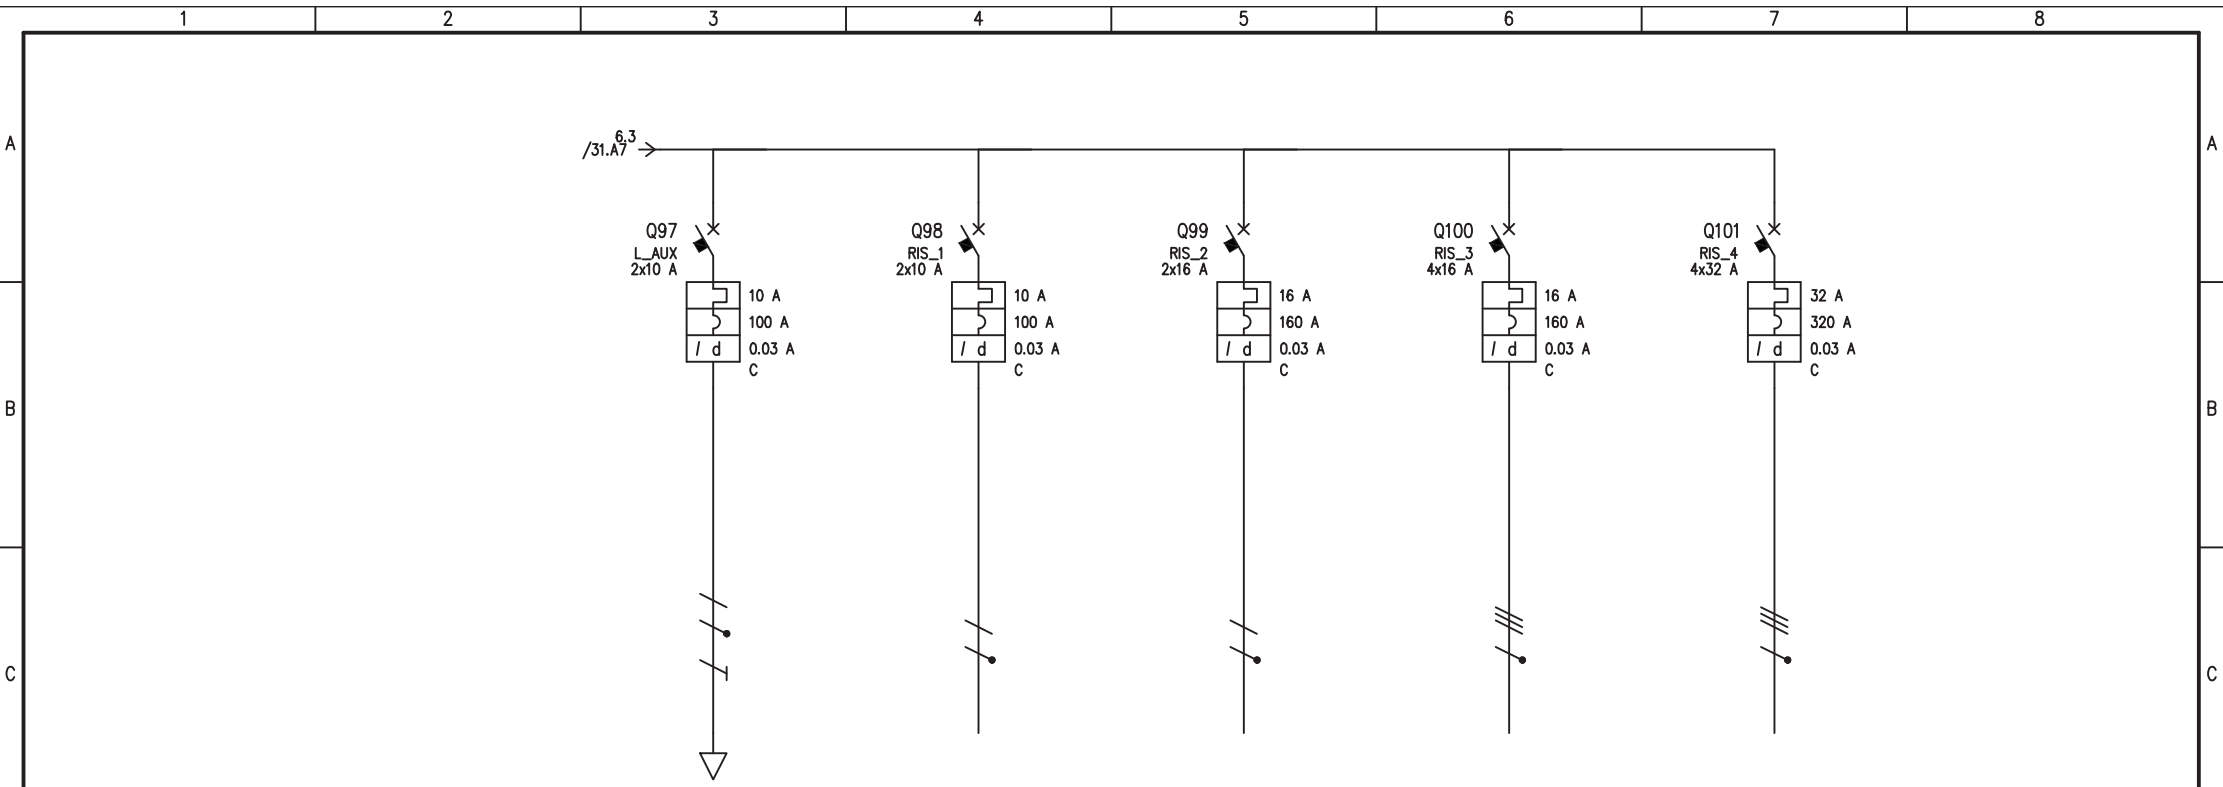 1 2 3 4 5 6 7 8
A A
6.3
/31.A7
Q97 Q98 Q99 Q100 Q101
L_AUX RIS_1 RIS_2 RIS_3 RIS_4
2x10 A 2x10 A 2x16 A 4x16 A 4x32 A
10 A 10 A 16 A 16 A 32 A
100 A 100 A 160 A 160 A 320 A
I d 0.03 A I d 0.03 A I d 0.03 A I d 0.03 A I d 0.03 A
C C C C C
B B
C C